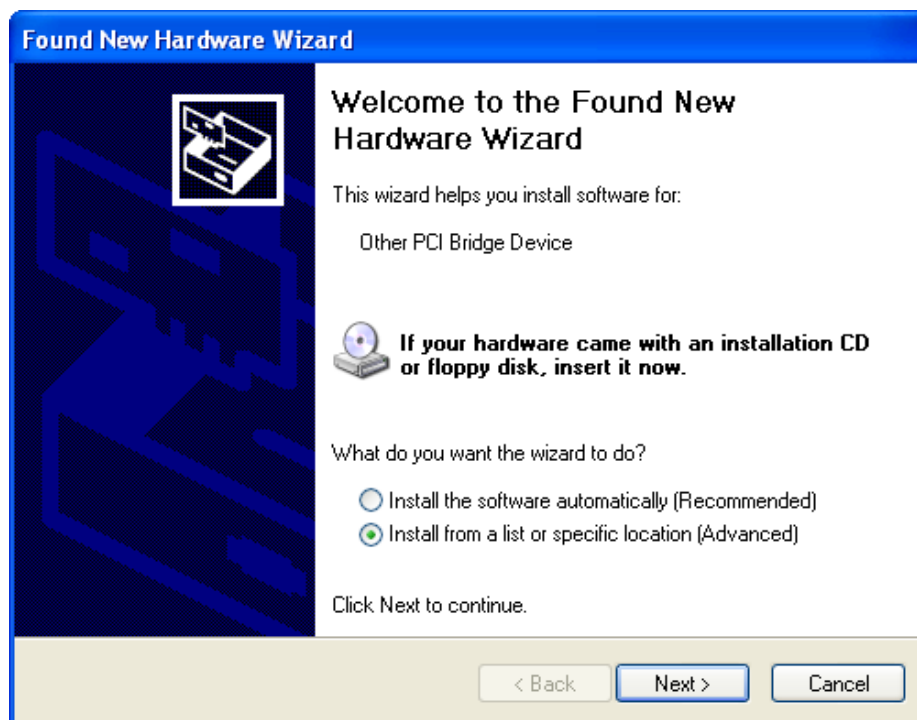 Found New Hardware Wizard
Welcome to the Found New
Hardware Wizard
This wizard helps you install software for:
Other PCI Bridge Device
If your hardware came with an installation CD
or floppy disk, insert it now.
What do you want the wizard to do?
Install the software automatically (Recommended)
Install from a list or specific location (Advanced)
Click Next to continue.
< Back Next > Cancel